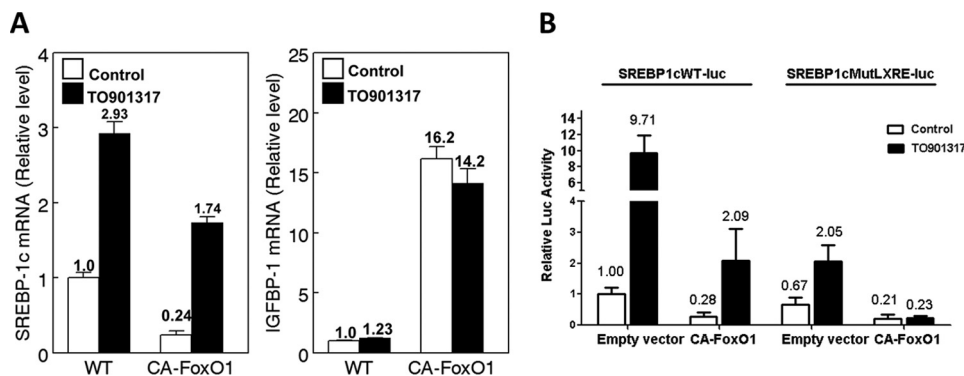 A
SREBP-1c mRNA (Relative level)
4
3
2
1
0
Control
TO901317
2.93
1.0
0.24
1.74
WT
CA-FoxO1
IGFBP-1 mRNA (Relative level)
25
20
15
10
5
0
Control
TO901317
1.0
1.23
16.2
14.2
WT
CA-FoxO1
B
SREBP1cWT-luc
SREBP1cMutLXRE-luc
Relative Luc Activity
14
12
10
8
6
4
3
2
1
0
Control
TO901317
1.00
9.71
0.28
2.09
0.67
2.05
0.21
0.23
Empty vector
CA-FoxO1
Empty vector
CA-FoxO1